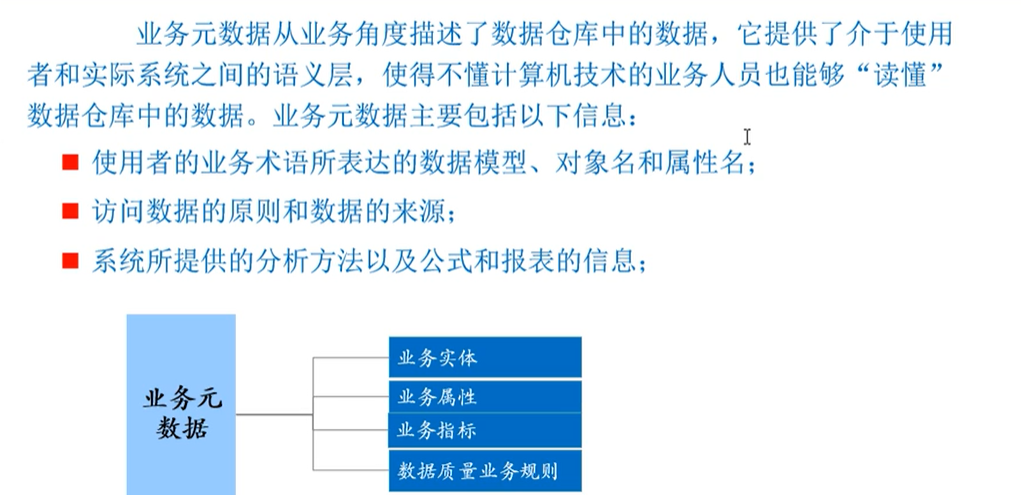 业务元数据从业务角度描述了数据仓库中的数据，它提供了介于使用
者和实际系统之间的语义层，使得不懂计算机技术的业务人员也能够“读懂”
数据仓库中的数据。业务元数据主要包括以下信息：
使用者的业务术语所表达的数据模型、对象名和属性名；
访问数据的原则和数据的来源；
系统所提供的分析方法以及公式和报表的信息；
业务元
数据
业务实体
业务属性
业务指标
数据质量业务规则